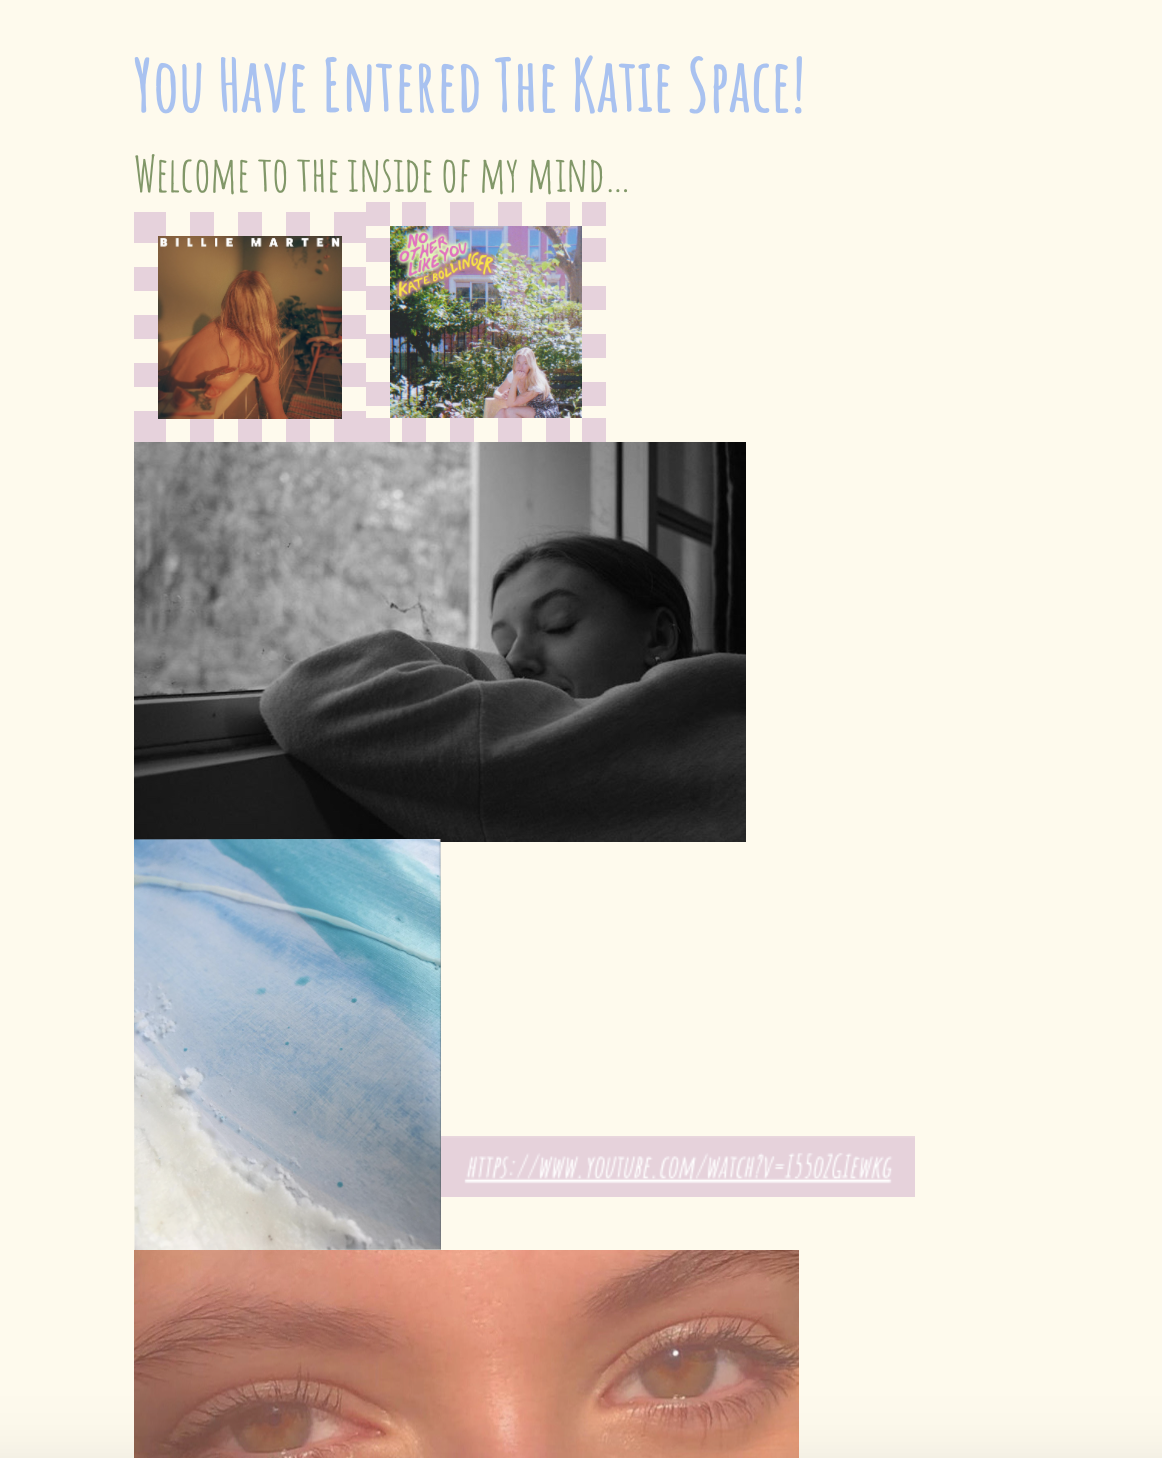 You Have Entered The Katie Space!
Welcome to the inside of my mind...
BILLIE MARTEN
NO
OTHER
LIKE YOU
KATE BOLLINGER